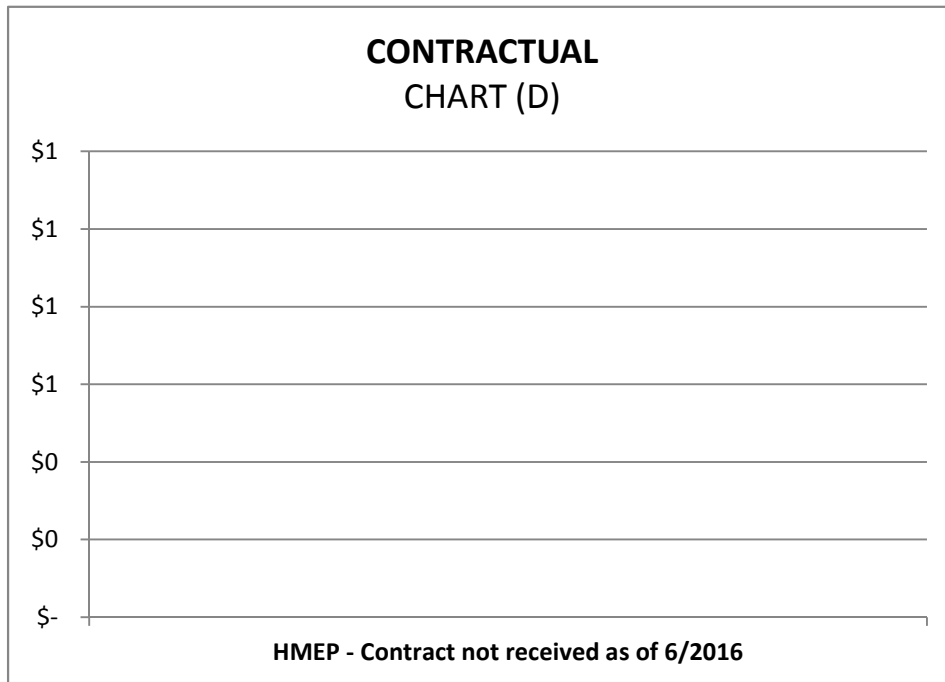 CONTRACTUAL
CHART (D)
$1
$1
$1
$1
$0
$0
$-
HMEP - Contract not received as of 6/2016